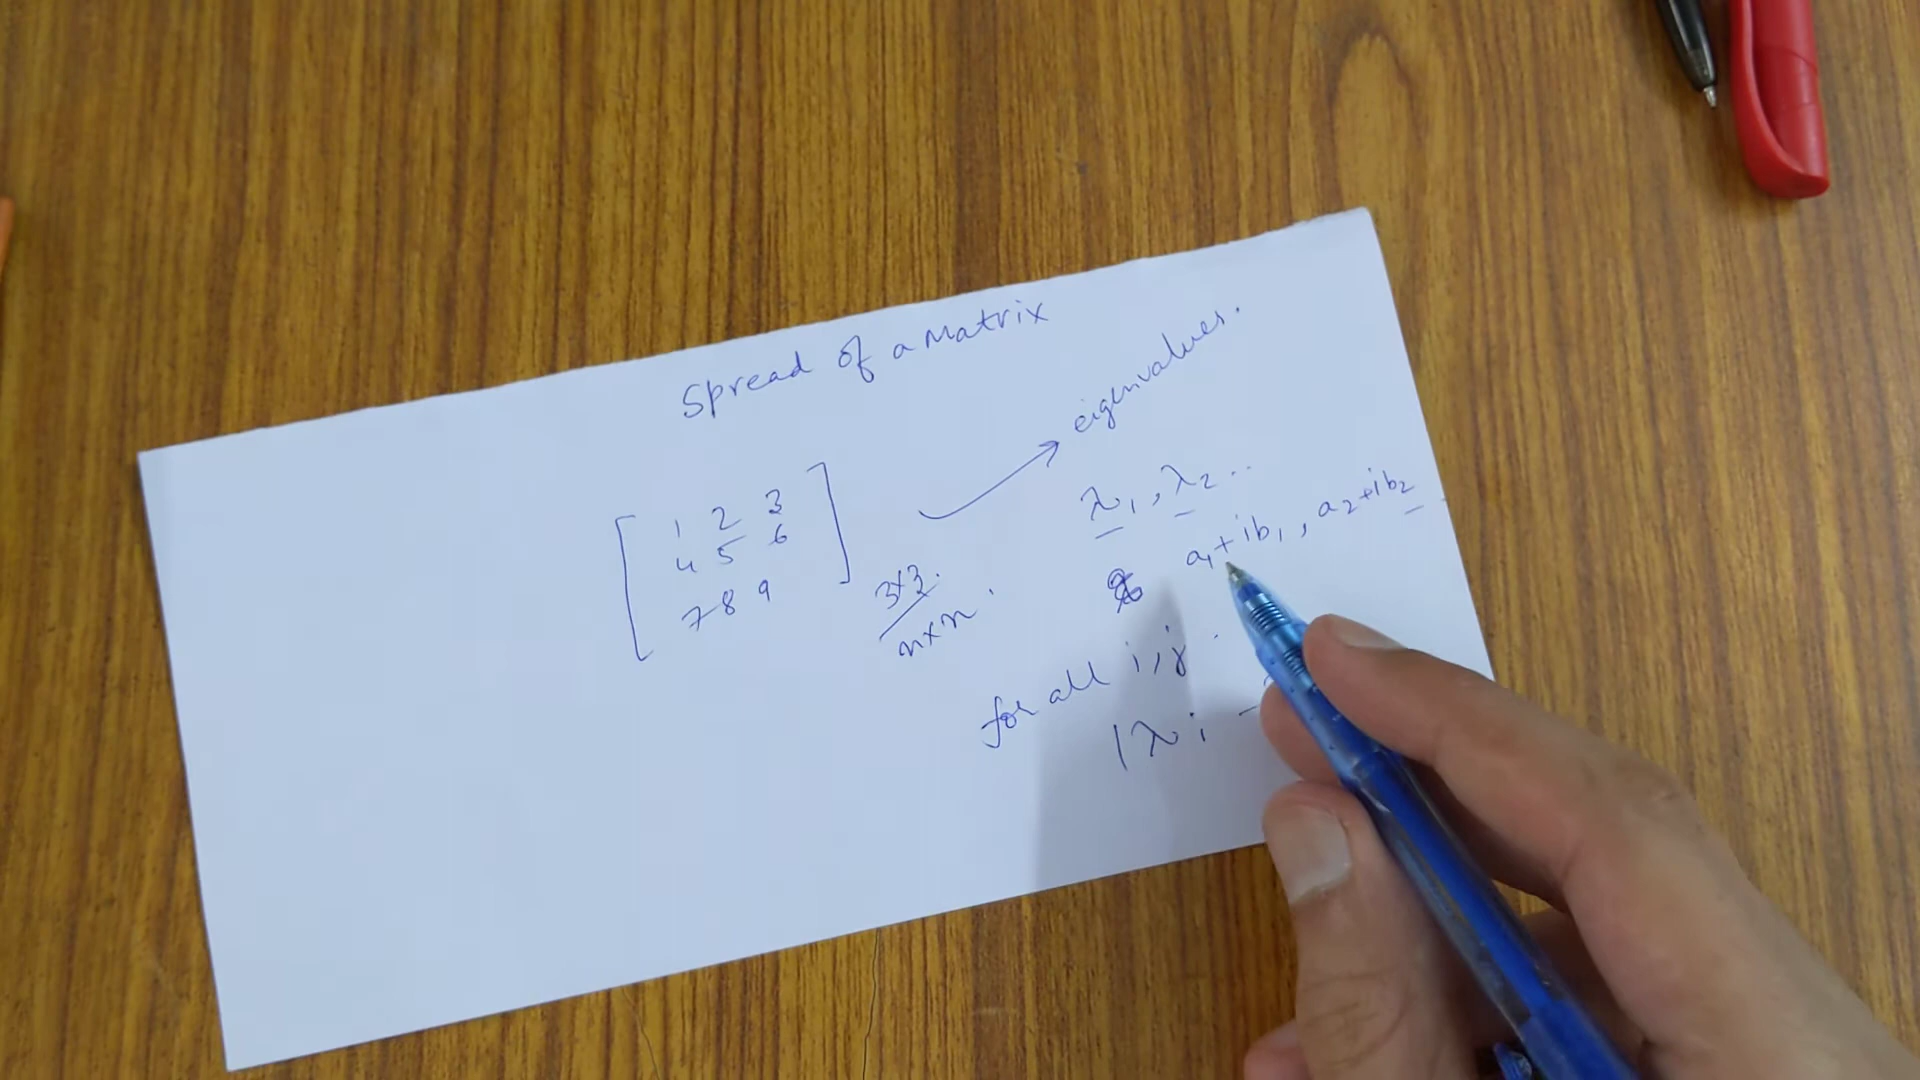 Spread of a Matrix
eigenvalues.
1 2 3
4 5 6
7 8 9
3x3.
nxn.
λ1, λ2 ..
a1+ib1, a2+ib2
for all i,j
|λi -